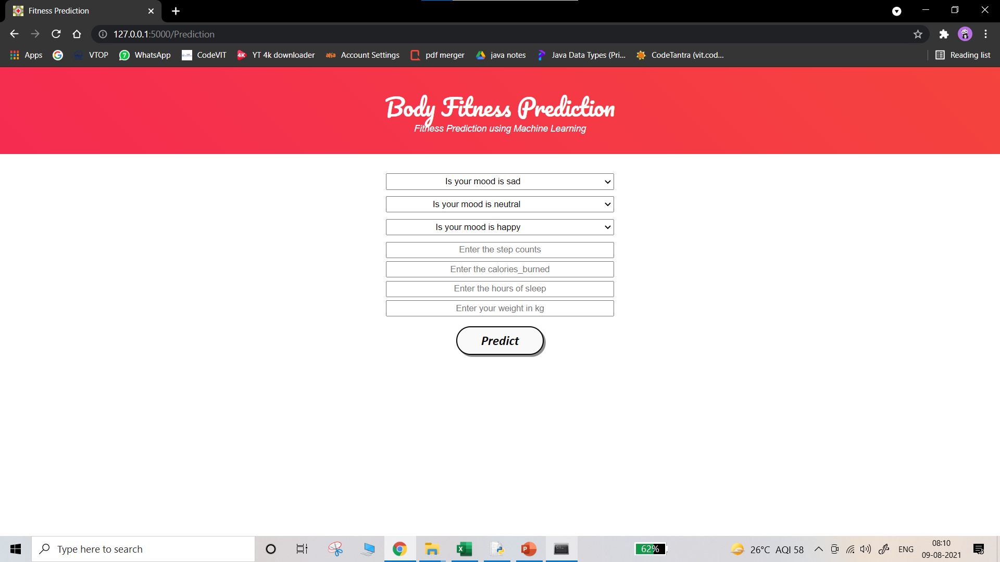 Fitness Prediction
127.0.0.1:5000/Prediction
Apps
VTOP
7
WhatsApp
CodeVIT
4K
YT 4k downloader
aha
Account Settings
pdf merger
java notes
Java Data Types (Pri...
CodeTantra (vit.cod...
Reading list
Body Fitness Prediction
Fitness Prediction using Machine Learning
Is your mood is sad
Is your mood is neutral
Is your mood is happy
Enter the step counts
Enter the calories_burned
Enter the hours of sleep
Enter your weight in kg
Predict
Type here to search
62%
26°C AQI 58
ENG
08:10
09-08-2021